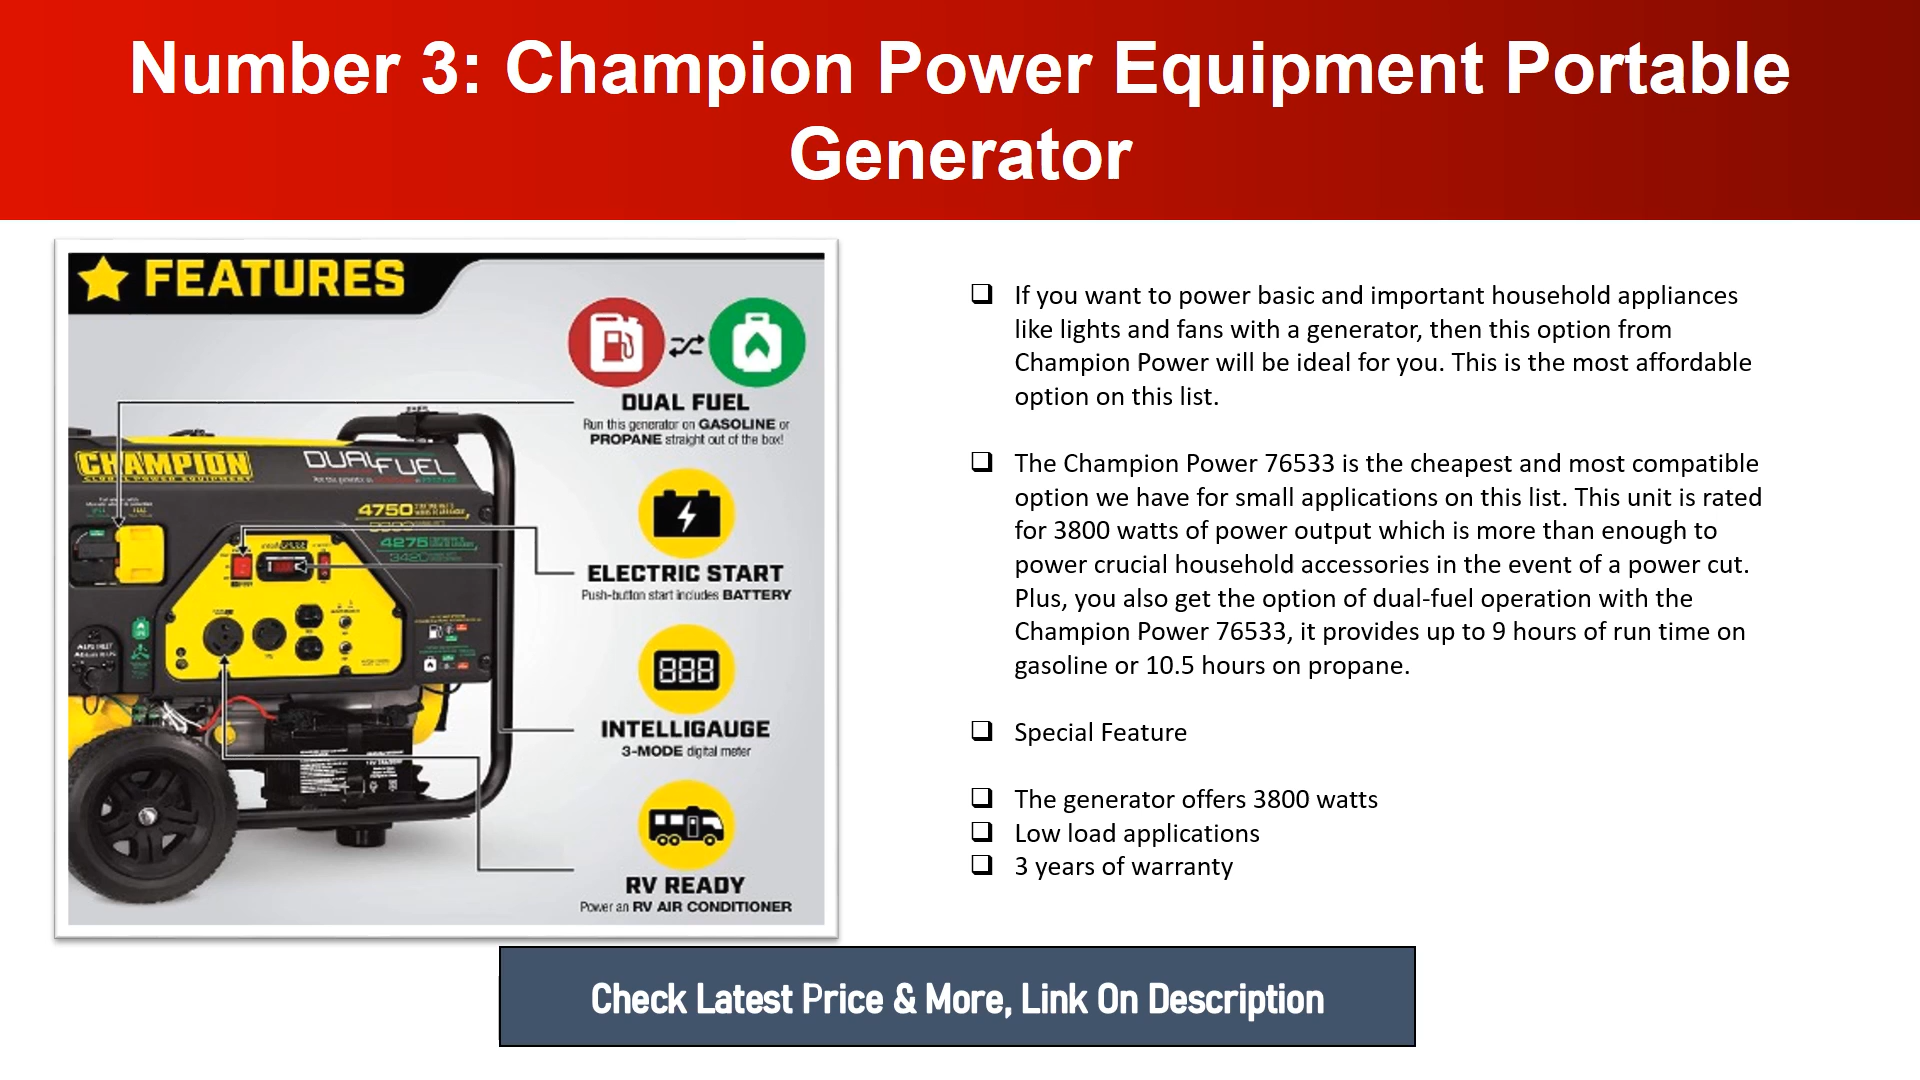 Number 3: Champion Power Equipment Portable
Generator
FEATURES
DUAL FUEL
Run this generator on GASOLINE or
PROPANE straight out of the box!
CHAMPION
GLOBAL POWER EQUIPMENT
DUAL FUEL
4750
4275
3420
ELECTRIC START
Push-button start includes BATTERY
INTELLIGAUGE
3-MODE digital meter
RV READY
Power an RV AIR CONDITIONER
❑ If you want to power basic and important household appliances
like lights and fans with a generator, then this option from
Champion Power will be ideal for you. This is the most affordable
option on this list.
❑ The Champion Power 76533 is the cheapest and most compatible
option we have for small applications on this list. This unit is rated
for 3800 watts of power output which is more than enough to
power crucial household accessories in the event of a power cut.
Plus, you also get the option of dual-fuel operation with the
Champion Power 76533, it provides up to 9 hours of run time on
gasoline or 10.5 hours on propane.
❑ Special Feature
❑ The generator offers 3800 watts
❑ Low load applications
❑ 3 years of warranty
Check Latest Price & More, Link On Description